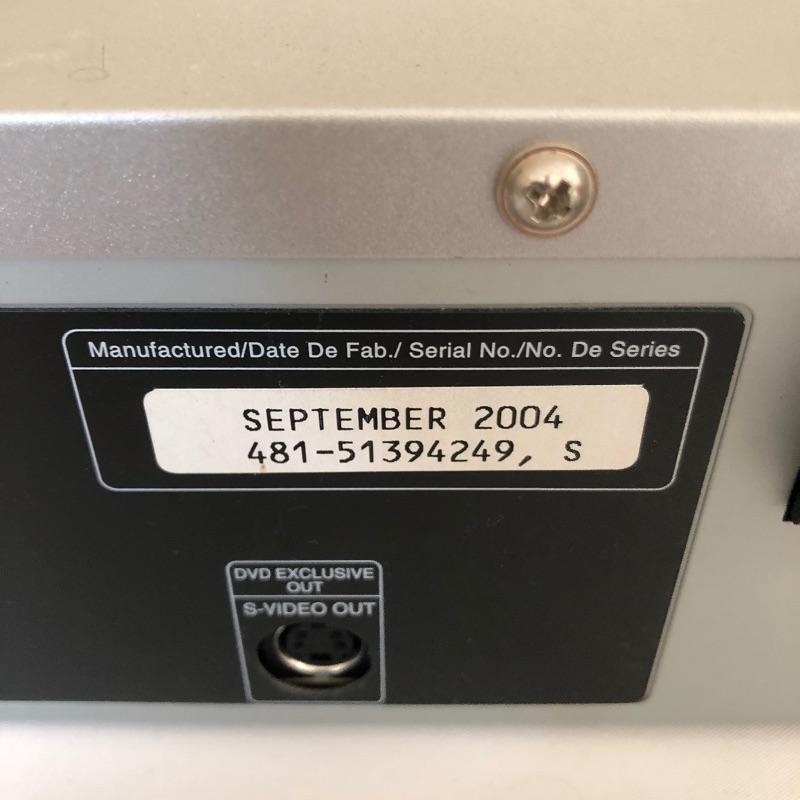 Manufactured/Date De Fab./ Serial No./No. De Series
SEPTEMBER 2004
481-51394249, S
DVD EXCLUSIVE
OUT
S-VIDEO OUT